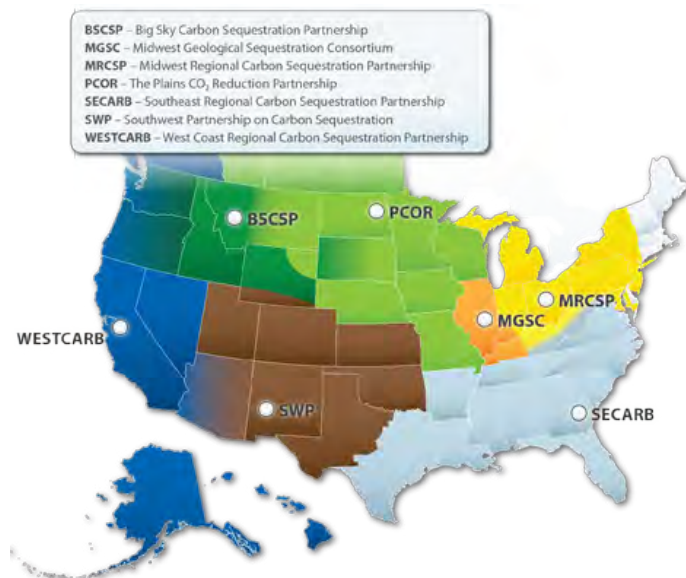 BSCSP – Big Sky Carbon Sequestration Partnership
MGSC – Midwest Geological Sequestration Consortium
MRCSP – Midwest Regional Carbon Sequestration Partnership
PCOR – The Plains CO₂ Reduction Partnership
SECARB – Southeast Regional Carbon Sequestration Partnership
SWP – Southwest Partnership on Carbon Sequestration
WESTCARB – West Coast Regional Carbon Sequestration Partnership
BSCSP
PCOR
MRCSP
MGSC
WESTCARB
SWP
SECARB